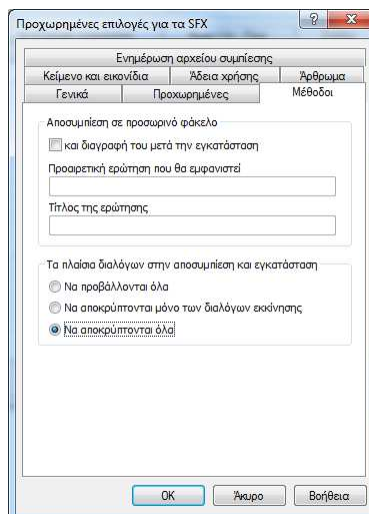 Προχωρημένες επιλογές για τα SFX
Ενημέρωση αρχείου συμπίεσης
Κείμενο και εικονίδια Άδεια χρήσης Άρθρωμα
Γενικά Προχωρημένες Μέθοδοι
Αποσυμπίεση σε προσωρινό φάκελο
και διαγραφή του μετά την εγκατάσταση
Προαιρετική ερώτηση που θα εμφανιστεί
Τίτλος της ερώτησης
Τα πλαίσια διαλόγων στην αποσυμπίεση και εγκατάσταση
Να προβάλλονται όλα
Να αποκρύπτονται μόνο των διαλόγων εκκίνησης
Να αποκρύπτονται όλα
OK Άκυρο Βοήθεια